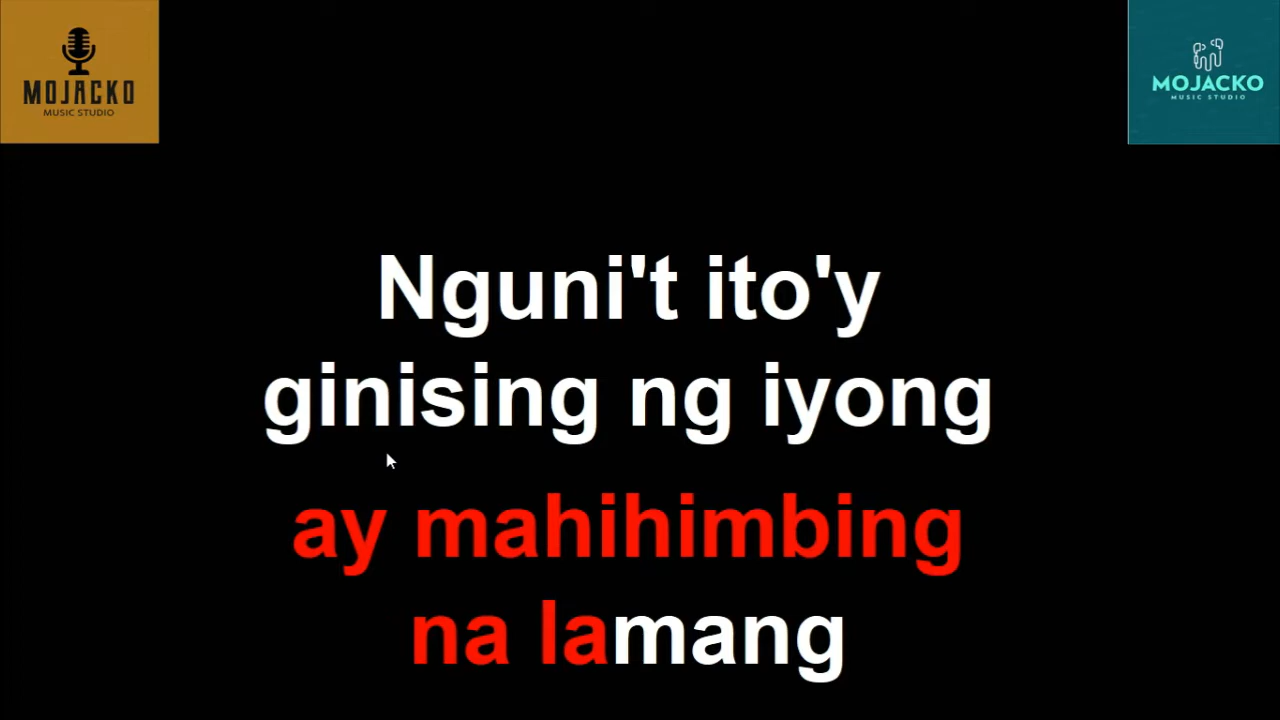 MOJACKO
MUSIC STUDIO
MOJACKO
MUSIC STUDIO
Nguni't ito'y
ginising ng iyong
ay mahihimbing
na lamang